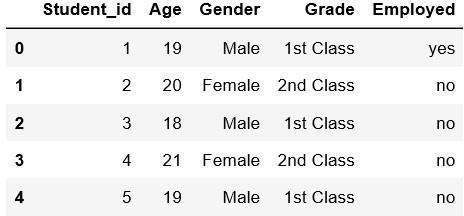 Student_id Age Gender Grade Employed
0 1 19 Male 1st Class yes
1 2 20 Female 2nd Class no
2 3 18 Male 1st Class no
3 4 21 Female 2nd Class no
4 5 19 Male 1st Class no